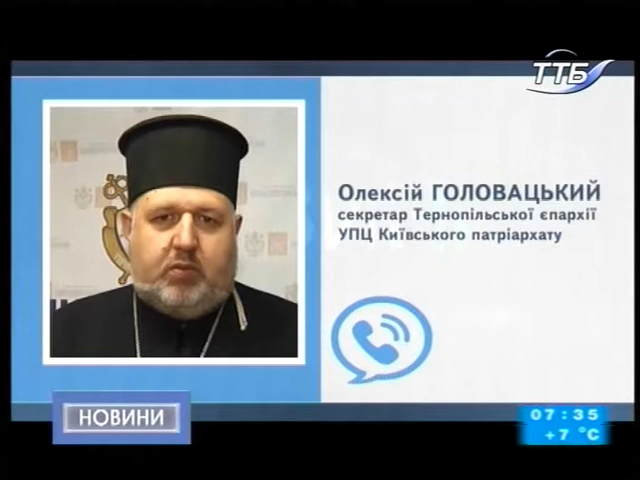 ТТБ
Олексій ГОЛОВАЦЬКИЙ
секретар Тернопільської єпархії
УПЦ Київського патріархату
НОВИНИ
07:35
+7 °C